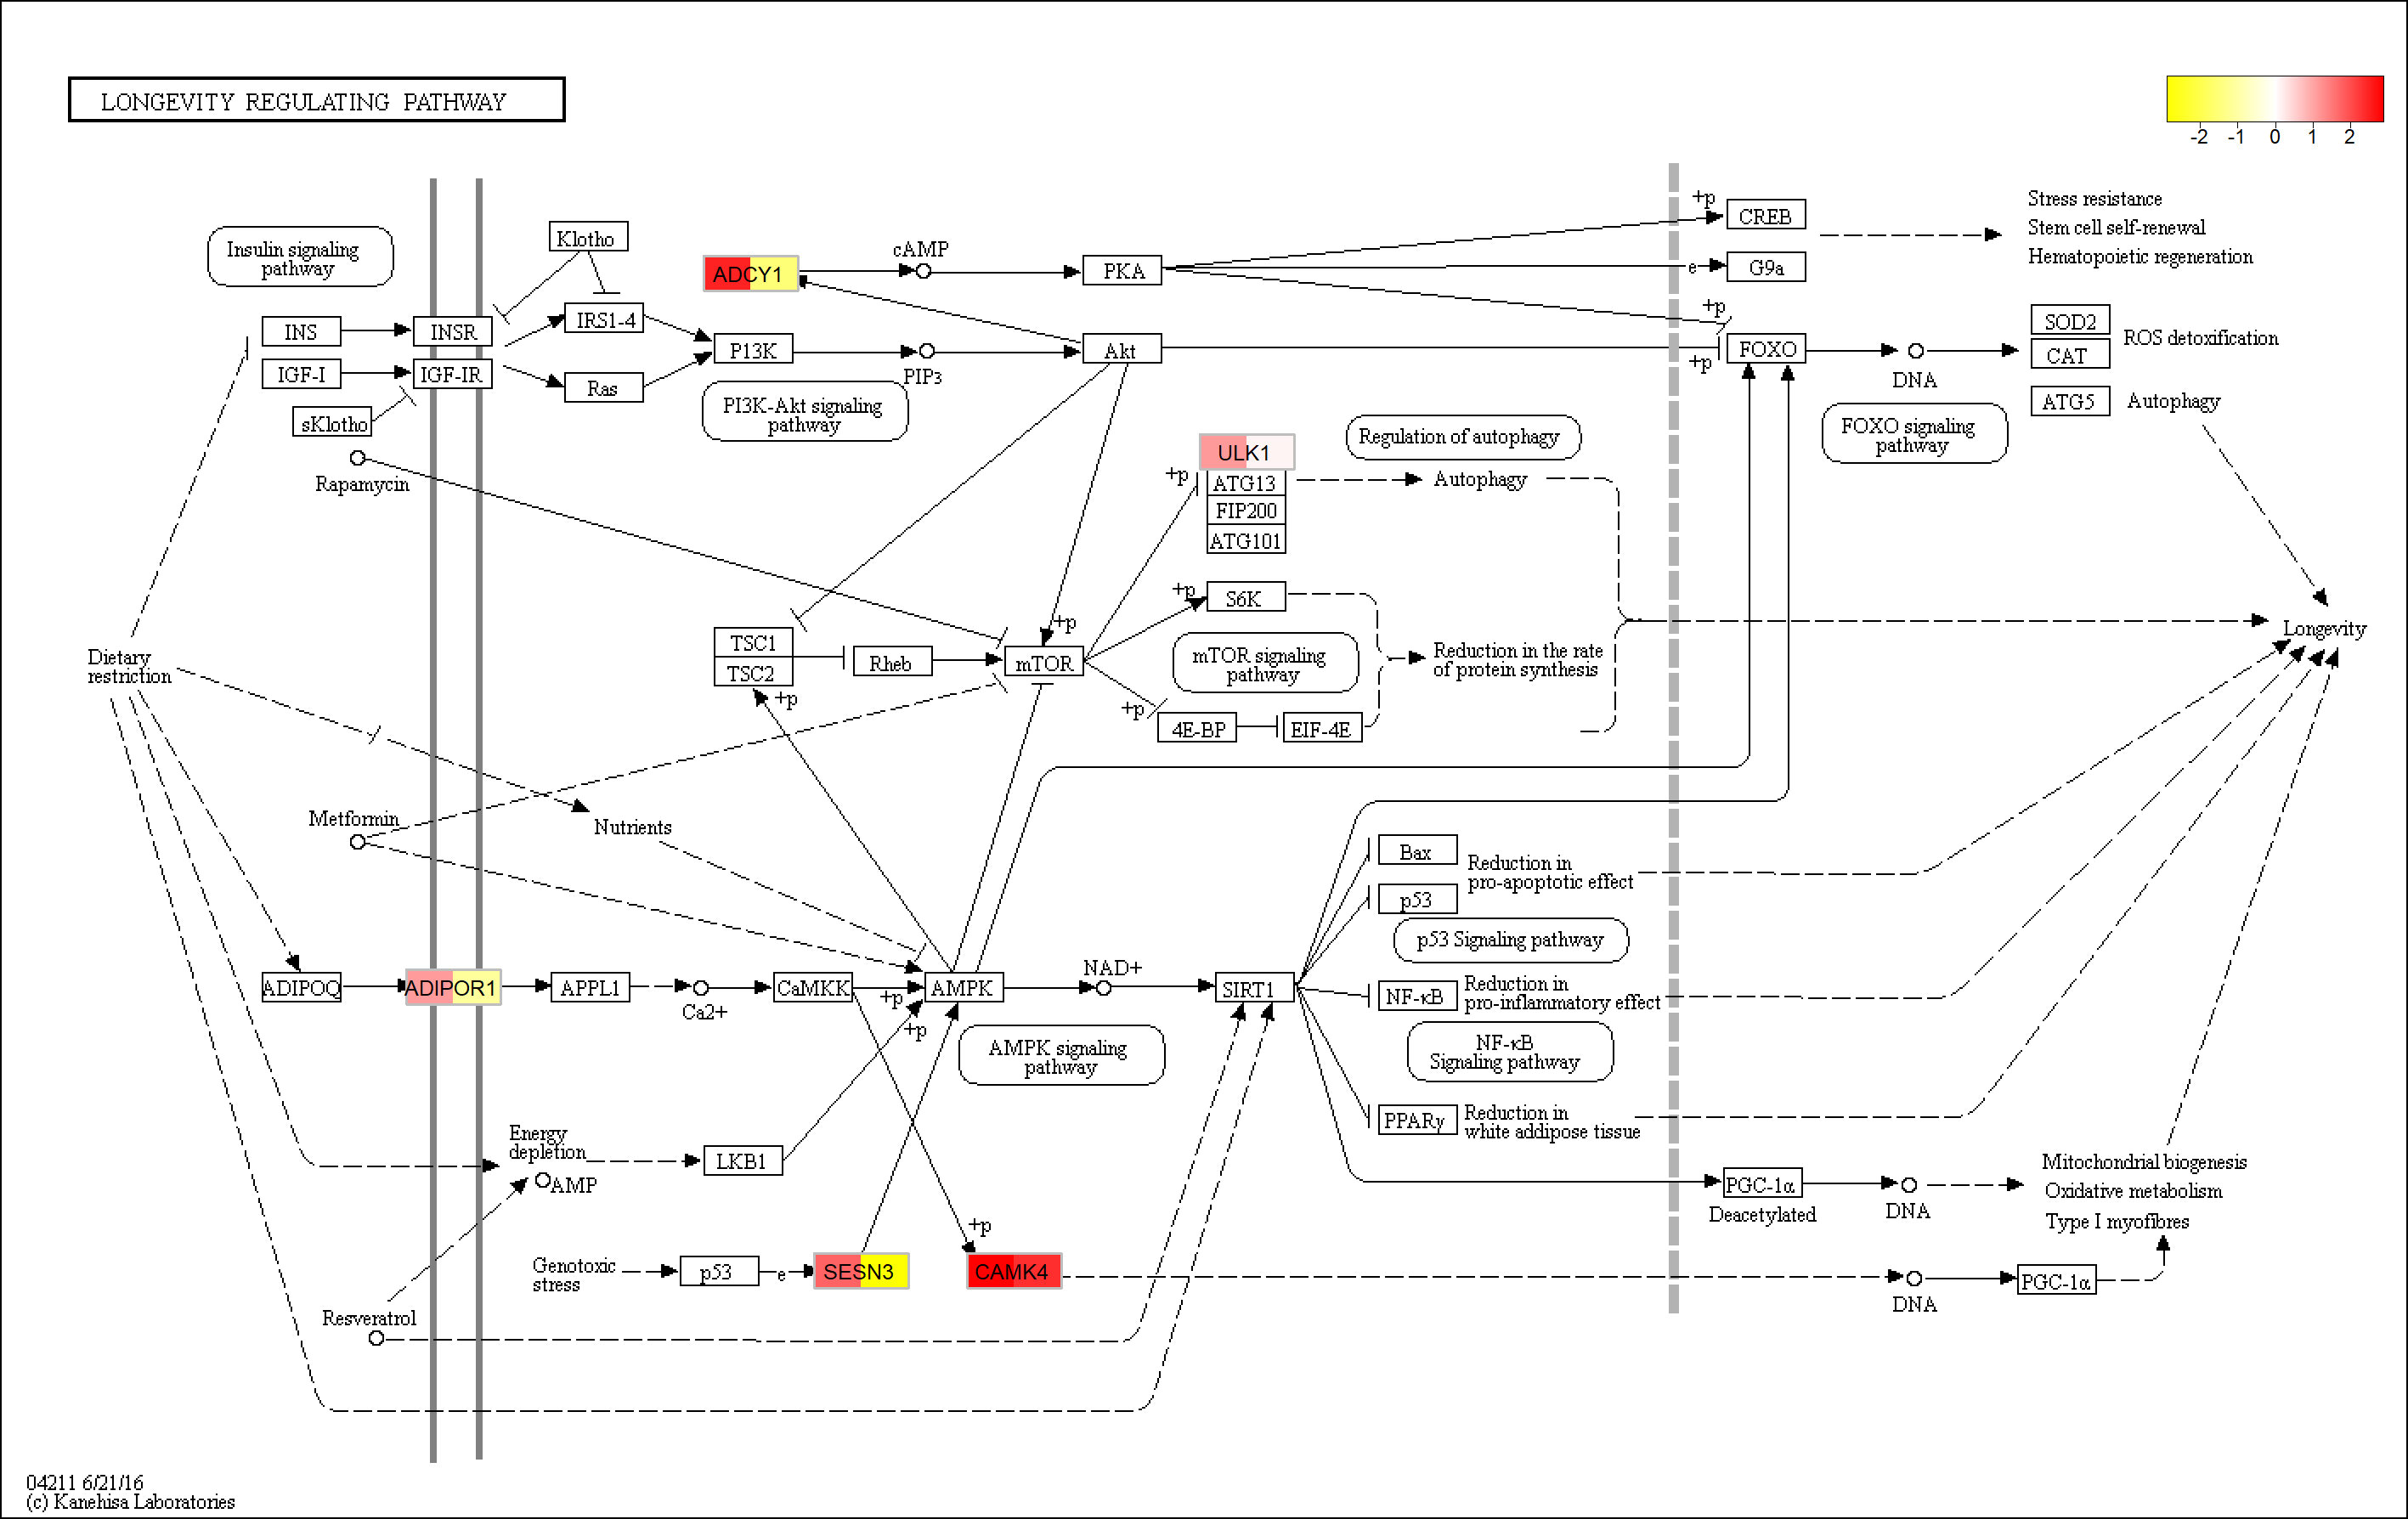 LONGEVITY REGULATING PATHWAY
-2 -1 0 1 2
Insulin signaling
pathway
Klotho
ADCY1
cAMP
PKA
+p
CREB
e
G9a
+p
Stress resistance
Stem cell self-renewal
Hematopoietic regeneration
INS
INSR
IRS1-4
IGF-I
IGF-IR
Ras
sKlotho
P13K
PIP3
Akt
+p
FOXO
DNA
SOD2
CAT
ROS detoxification
ATG5
Autophagy
PI3K-Akt signaling
pathway
FOXO signaling
pathway
Rapamycin
ULK1
+p
ATG13
FIP200
ATG101
Regulation of autophagy
Autophagy
TSC1
TSC2
+p
Rheb
+p
mTOR
+p
S6K
mTOR signaling
pathway
+p
4E-BP
EIF-4E
Reduction in the rate
of protein synthesis
Longevity
Dietary
restriction
Metformin
Nutrients
ADIPOQ
ADIPOR1
APPL1
Ca2+
CaMKK
+p
+p
AMPK
NAD+
SIRT1
AMPK signaling
pathway
Bax
p53
Reduction in
pro-apoptotic effect
p53 Signaling pathway
NF-κB
Reduction in
pro-inflammatory effect
NF-κB
Signaling pathway
PPARγ
Reduction in
white addipose tissue
Energy
depletion
AMP
LKB1
PGC-1α
Deacetylated
DNA
Mitochondrial biogenesis
Oxidative metabolism
Type I myofibres
Genotoxic
stress
p53
e
SESN3
+p
CAMK4
DNA
PGC-1α
Resveratrol
04211 6/21/16
(c) Kanehisa Laboratories